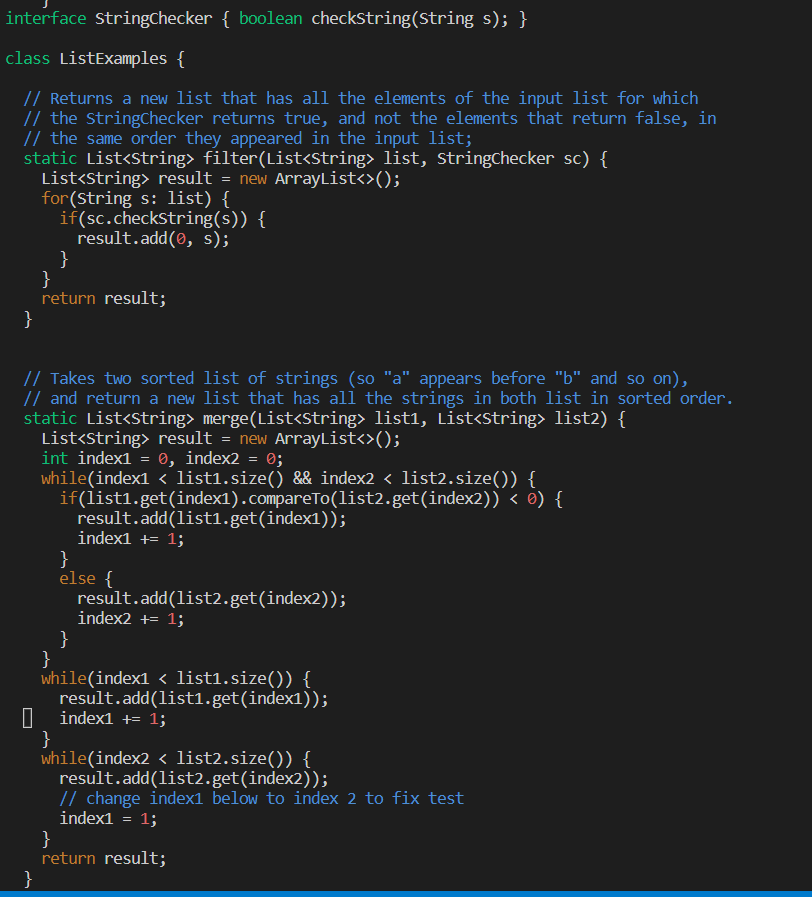 }
interface StringChecker { boolean checkString(String s); }

class ListExamples {

  // Returns a new list that has all the elements of the input list for which
  // the StringChecker returns true, and not the elements that return false, in
  // the same order they appeared in the input list;
  static List<String> filter(List<String> list, StringChecker sc) {
    List<String> result = new ArrayList<>();
    for(String s: list) {
      if(sc.checkString(s)) {
        result.add(0, s);
      }
    }
    return result;
  }


  // Takes two sorted list of strings (so "a" appears before "b" and so on),
  // and return a new list that has all the strings in both list in sorted order.
  static List<String> merge(List<String> list1, List<String> list2) {
    List<String> result = new ArrayList<>();
    int index1 = 0, index2 = 0;
    while(index1 < list1.size() && index2 < list2.size()) {
      if(list1.get(index1).compareTo(list2.get(index2)) < 0) {
        result.add(list1.get(index1));
        index1 += 1;
      }
      else {
        result.add(list2.get(index2));
        index2 += 1;
      }
    }
    while(index1 < list1.size()) {
      result.add(list1.get(index1));
      index1 += 1;
    }
    while(index2 < list2.size()) {
      result.add(list2.get(index2));
      // change index1 below to index 2 to fix test
      index1 = 1;
    }
    return result;
  }